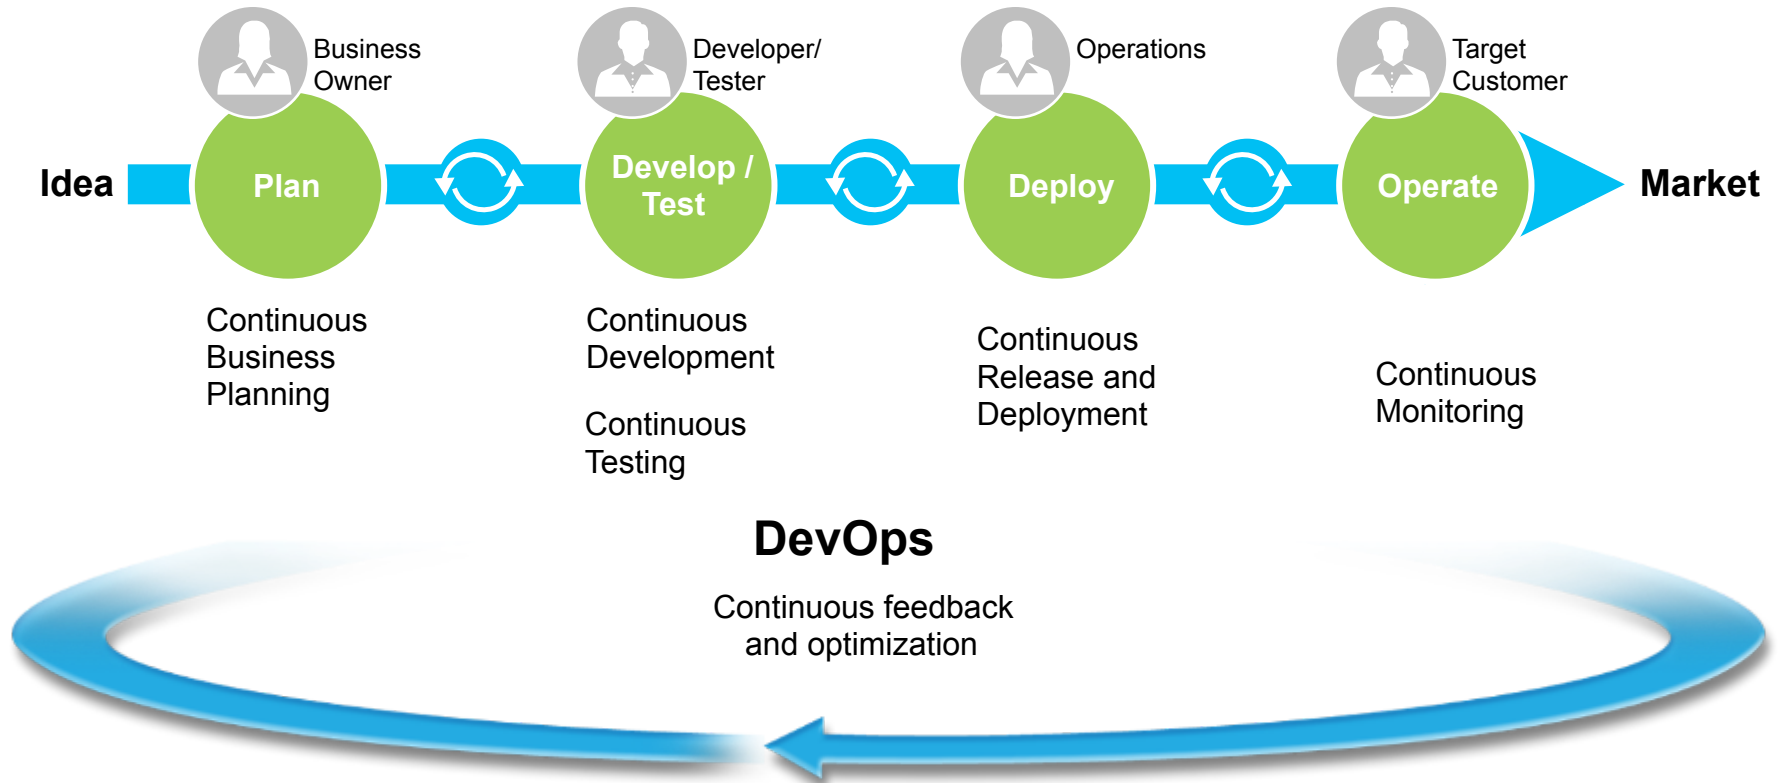 Business
Owner
Developer/
Tester
Operations
Target
Customer
Idea
Plan
Develop /
Test
Deploy
Operate
Market
Continuous
Business
Planning
Continuous
Development
Continuous
Testing
Continuous
Release and
Deployment
Continuous
Monitoring
DevOps
Continuous feedback
and optimization